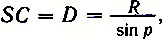 SC = D = R / sin p,